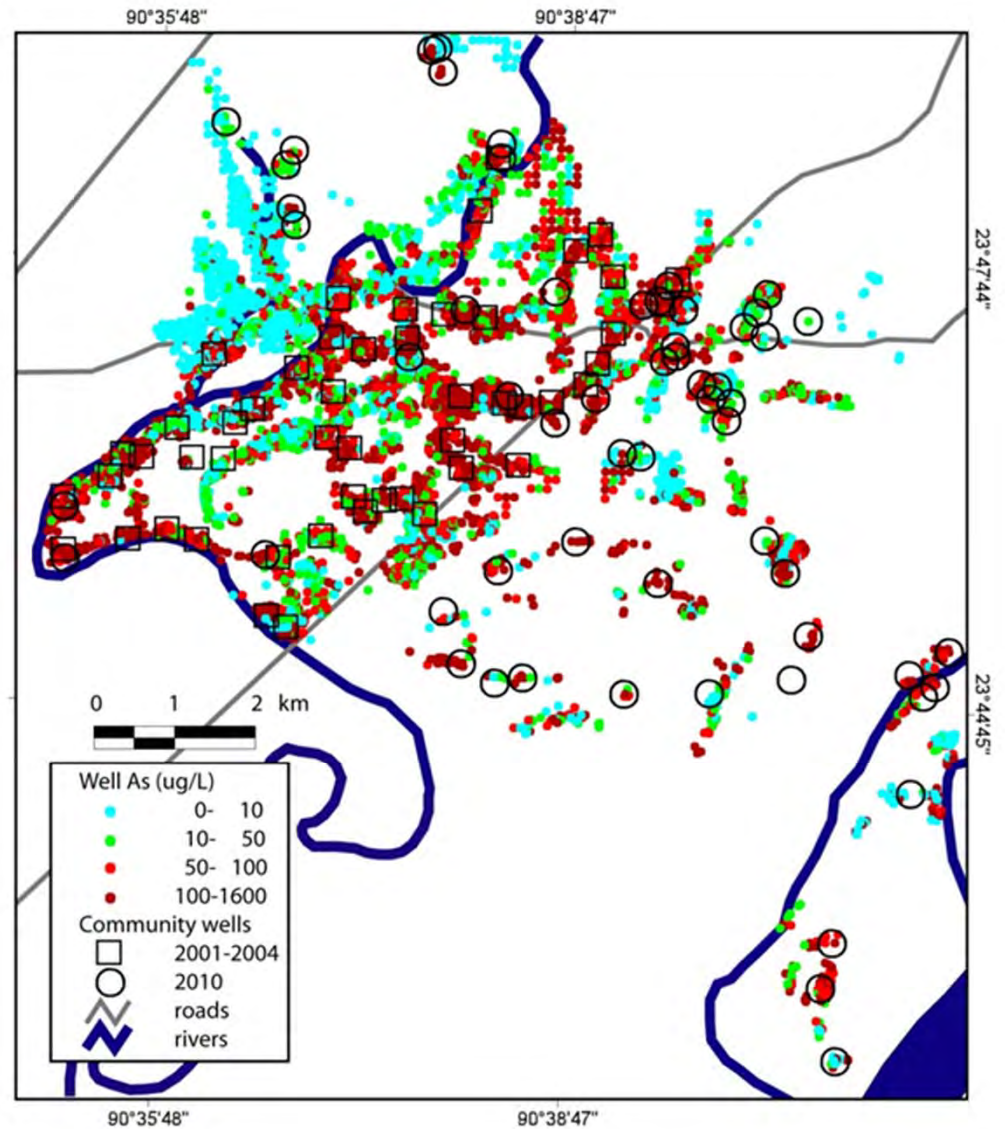 90°35'48" 90°38'47"
23°47'44"
23°44'45"
0 1 2 km
Well As (ug/L)
0- 10
10- 50
50- 100
100-1600
Community wells
2001-2004
2010
roads
rivers
90°35'48" 90°38'47"